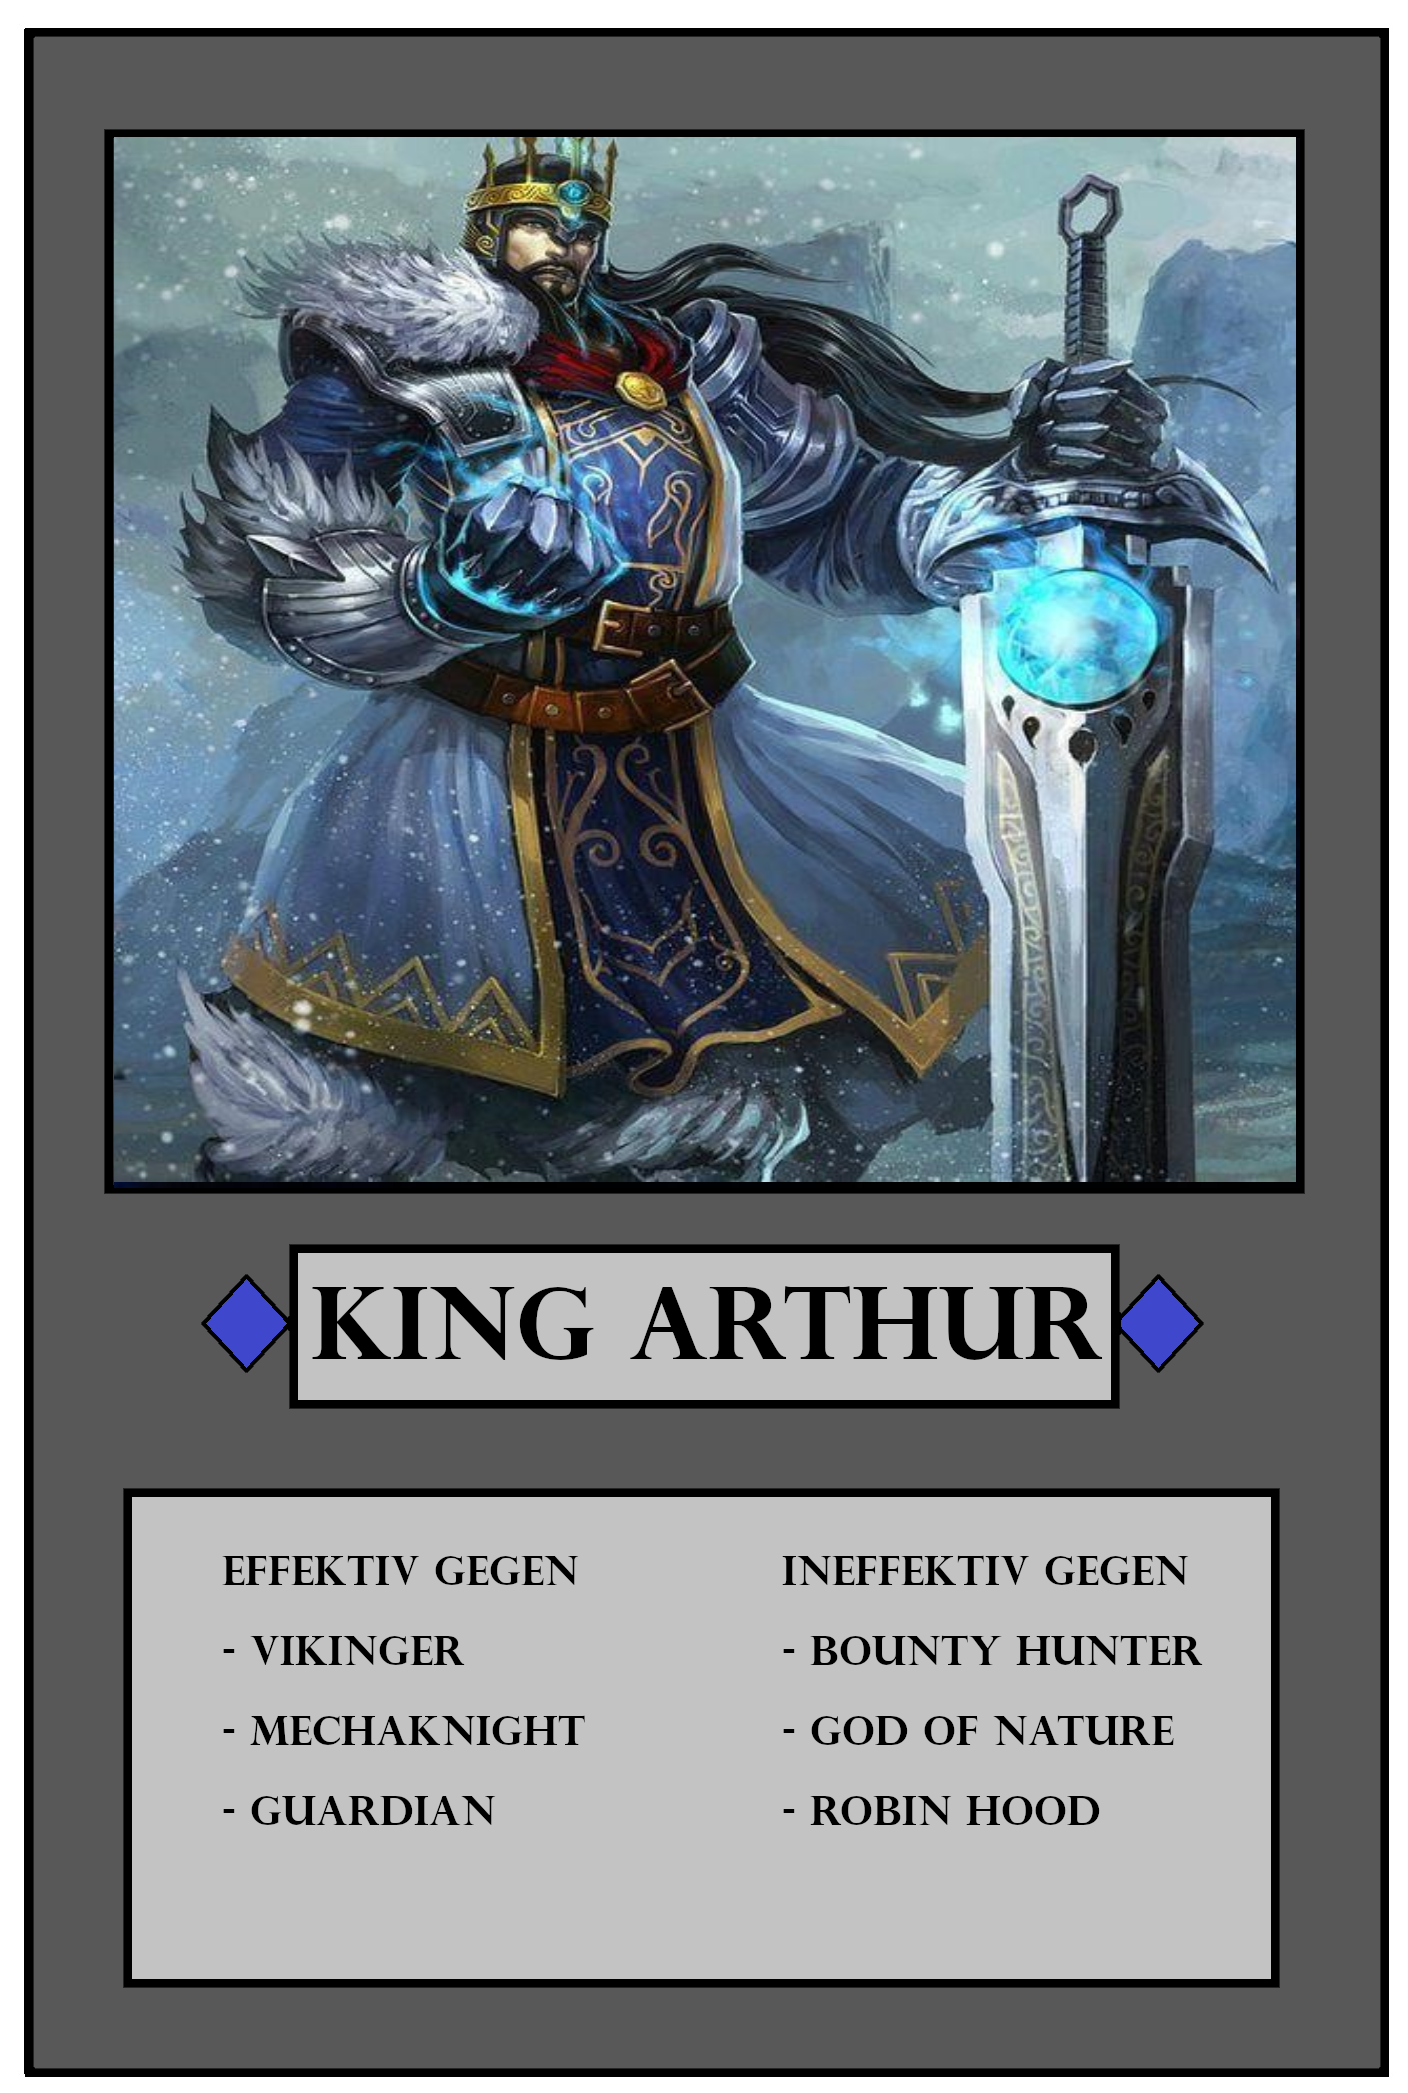 KING ARTHUR
EFFEKTIV GEGEN
- VIKINGER
- MECHAKNIGHT
- GUARDIAN
INEFFEKTIV GEGEN
- BOUNTY HUNTER
- GOD OF NATURE
- ROBIN HOOD